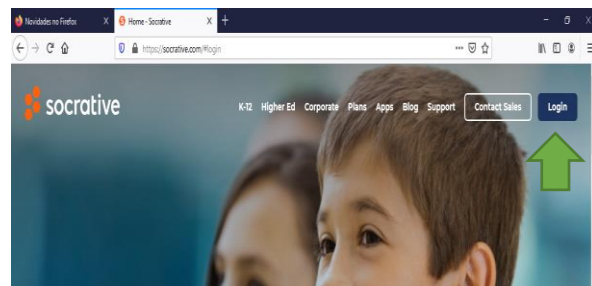 Novidades no Firefox X Home - Socrative X +
https://socrative.com/#login
socrative K-12 Higher Ed Corporate Plans Apps Blog Support Contact Sales Login